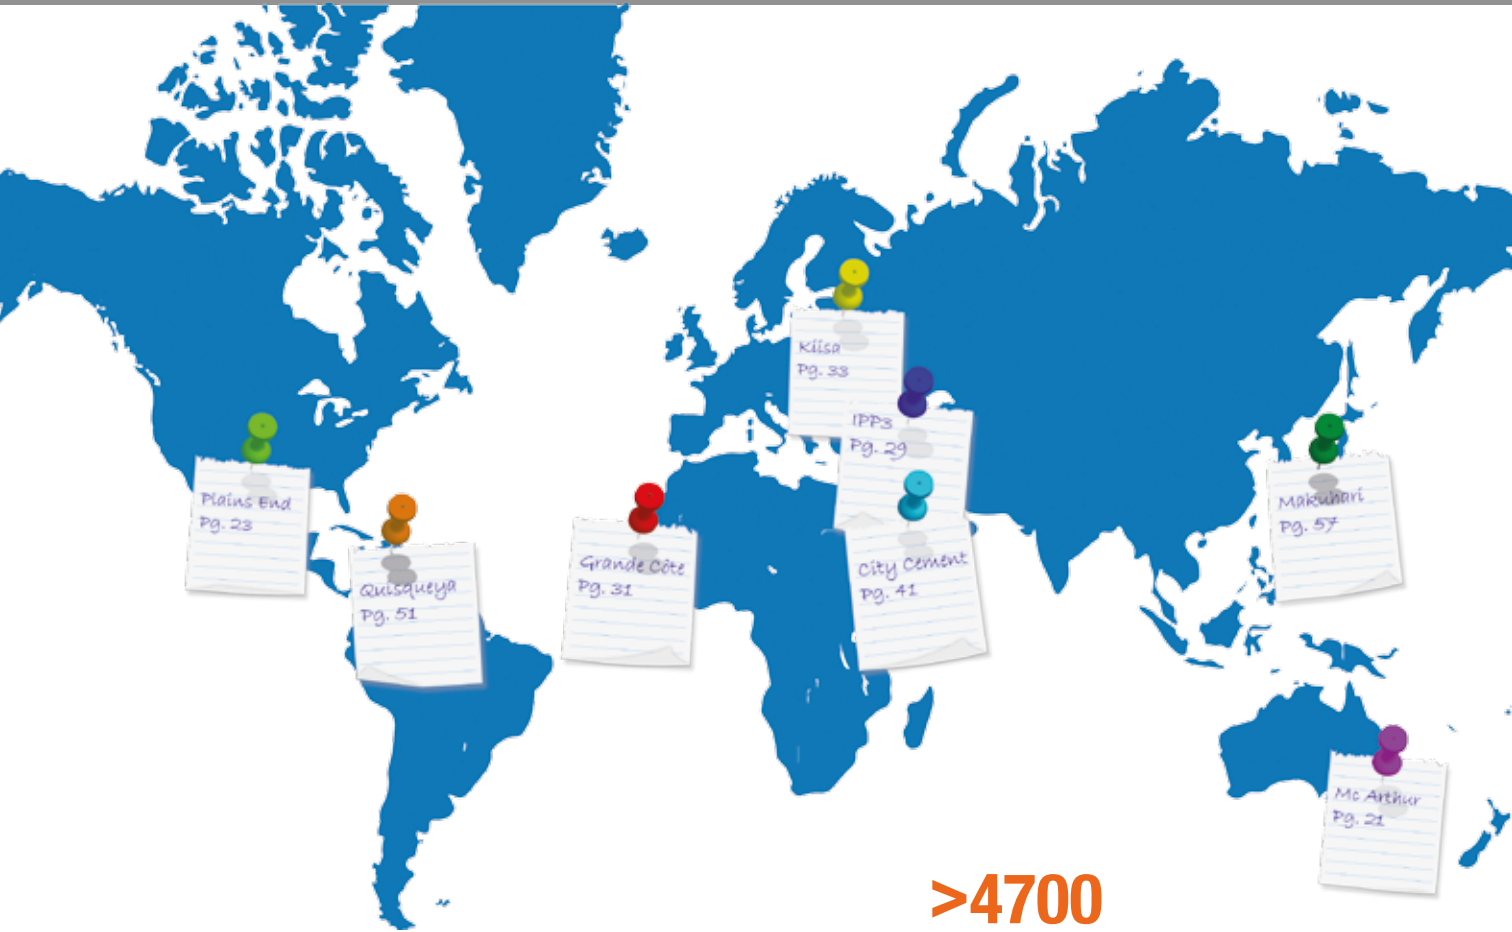 Kiisa
Pg. 33
IPP3
Pg. 29
Plains End
Pg. 23
Makuhari
Pg. 57
Grande Côte
Pg. 31
City Cement
Pg. 41
Quisqueya
Pg. 51
Mc Arthur
Pg. 21
>4700